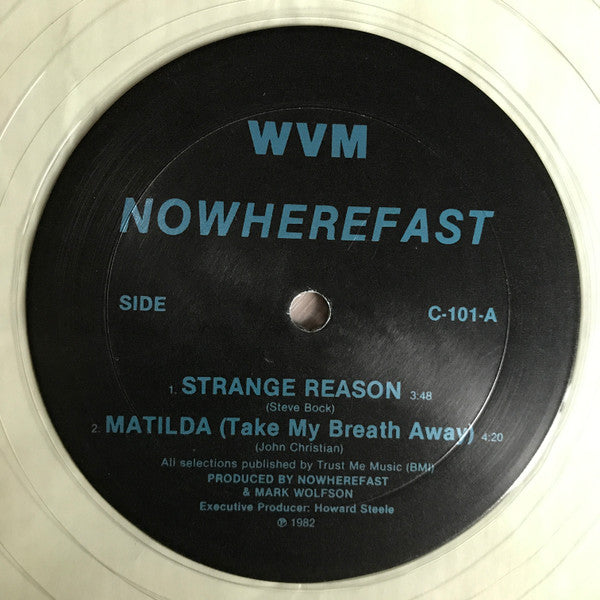 WVM
NOWHEREFAST
SIDE C-101-A
1. STRANGE REASON 3:48
(Steve Bock)
2. MATILDA (Take My Breath Away) 4:20
(John Christian)
All selections published by Trust Me Music (BMI)
PRODUCED BY NOWHEREFAST
& MARK WOLFSON
Executive Producer: Howard Steele
℗ 1982